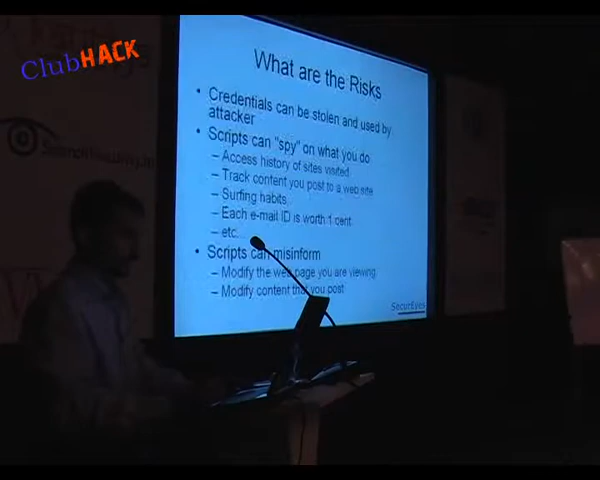 ClubHACK
What are the Risks
• Credentials can be stolen and used by
attacker
• Scripts can "spy" on what you do
– Access history of sites visited
– Track content you post to a web site
– Surfing habits
– Each e-mail ID is worth 1 cent
– etc
• Scripts can misinform
– Modify the web page you are viewing
– Modify content that you post
SecurEyes